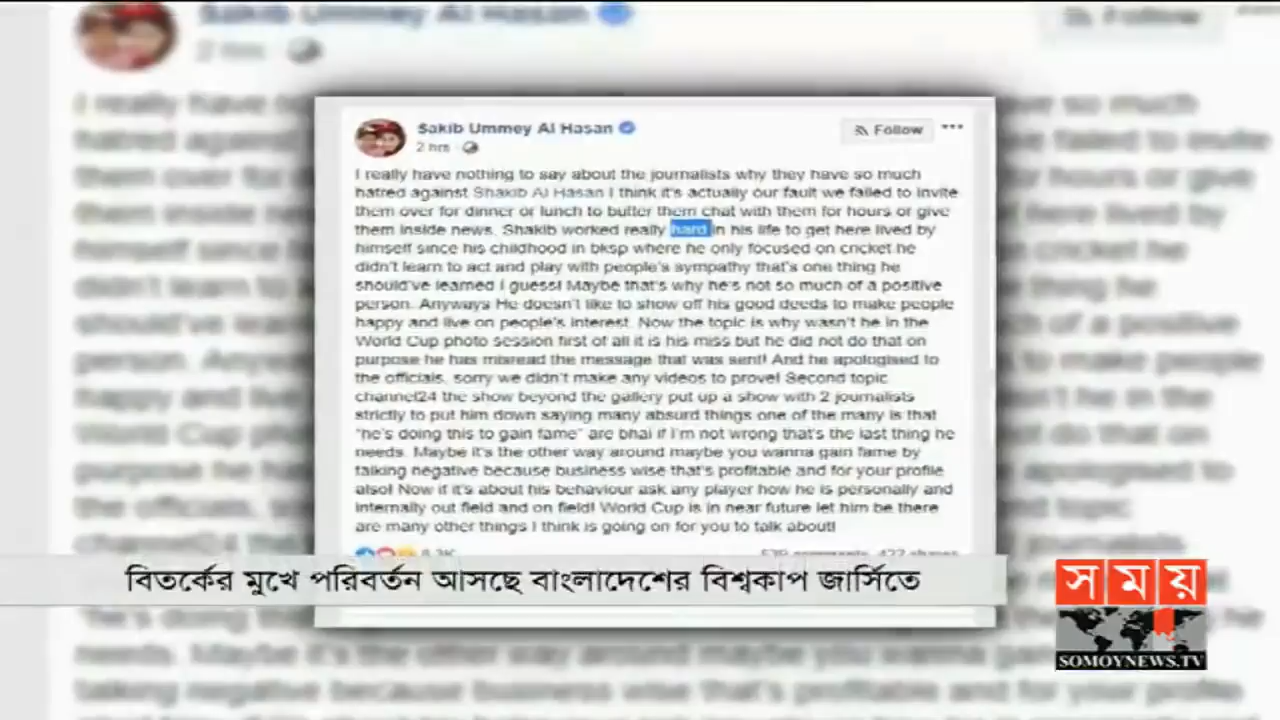 Sakib Ummey Al Hasan
Follow
2 hrs
I really have nothing to say about the journalists why they have so much
hatred against Shakib Al Hasan I think it's actually our fault we failed to invite
them over for dinner or lunch to butter them chat with them for hours or give
them inside news. Shakib worked really hard in his life to get here lived by
himself since his childhood in bksp where he only focused on cricket he
didn't learn to act and play with people's sympathy that's one thing he
should've learned I guess! Maybe that's why he's not so much of a positive
person. Anyways He doesn't like to show off his good deeds to make people
happy and live on people's interest. Now the topic is why wasn't he in the
World Cup photo session first of all it is his miss but he did not do that on
purpose he has misread the message that was sent! And he apologised to
the officials. sorry we didn't make any videos to prove! Second topic
channel24 the show beyond the gallery put up a show with 2 journalists
strictly to put him down saying many absurd things one of the many is that
"he's doing this to gain fame" are bhai if I'm not wrong that's the last thing he
needs. Maybe it's the other way around maybe you wanna gain fame by
talking negative because business wise that's profitable and for your profile
also! Now if it's about his behaviour ask any player how he is personally and
internally out field and on field! World Cup is in near future let him be there
are many other things I think is going on for you to talk about!
বিতর্কের মুখে পরিবর্তন আসছে বাংলাদেশের বিশ্বকাপ জার্সিতে
সময়
SOMOYNEWS.TV